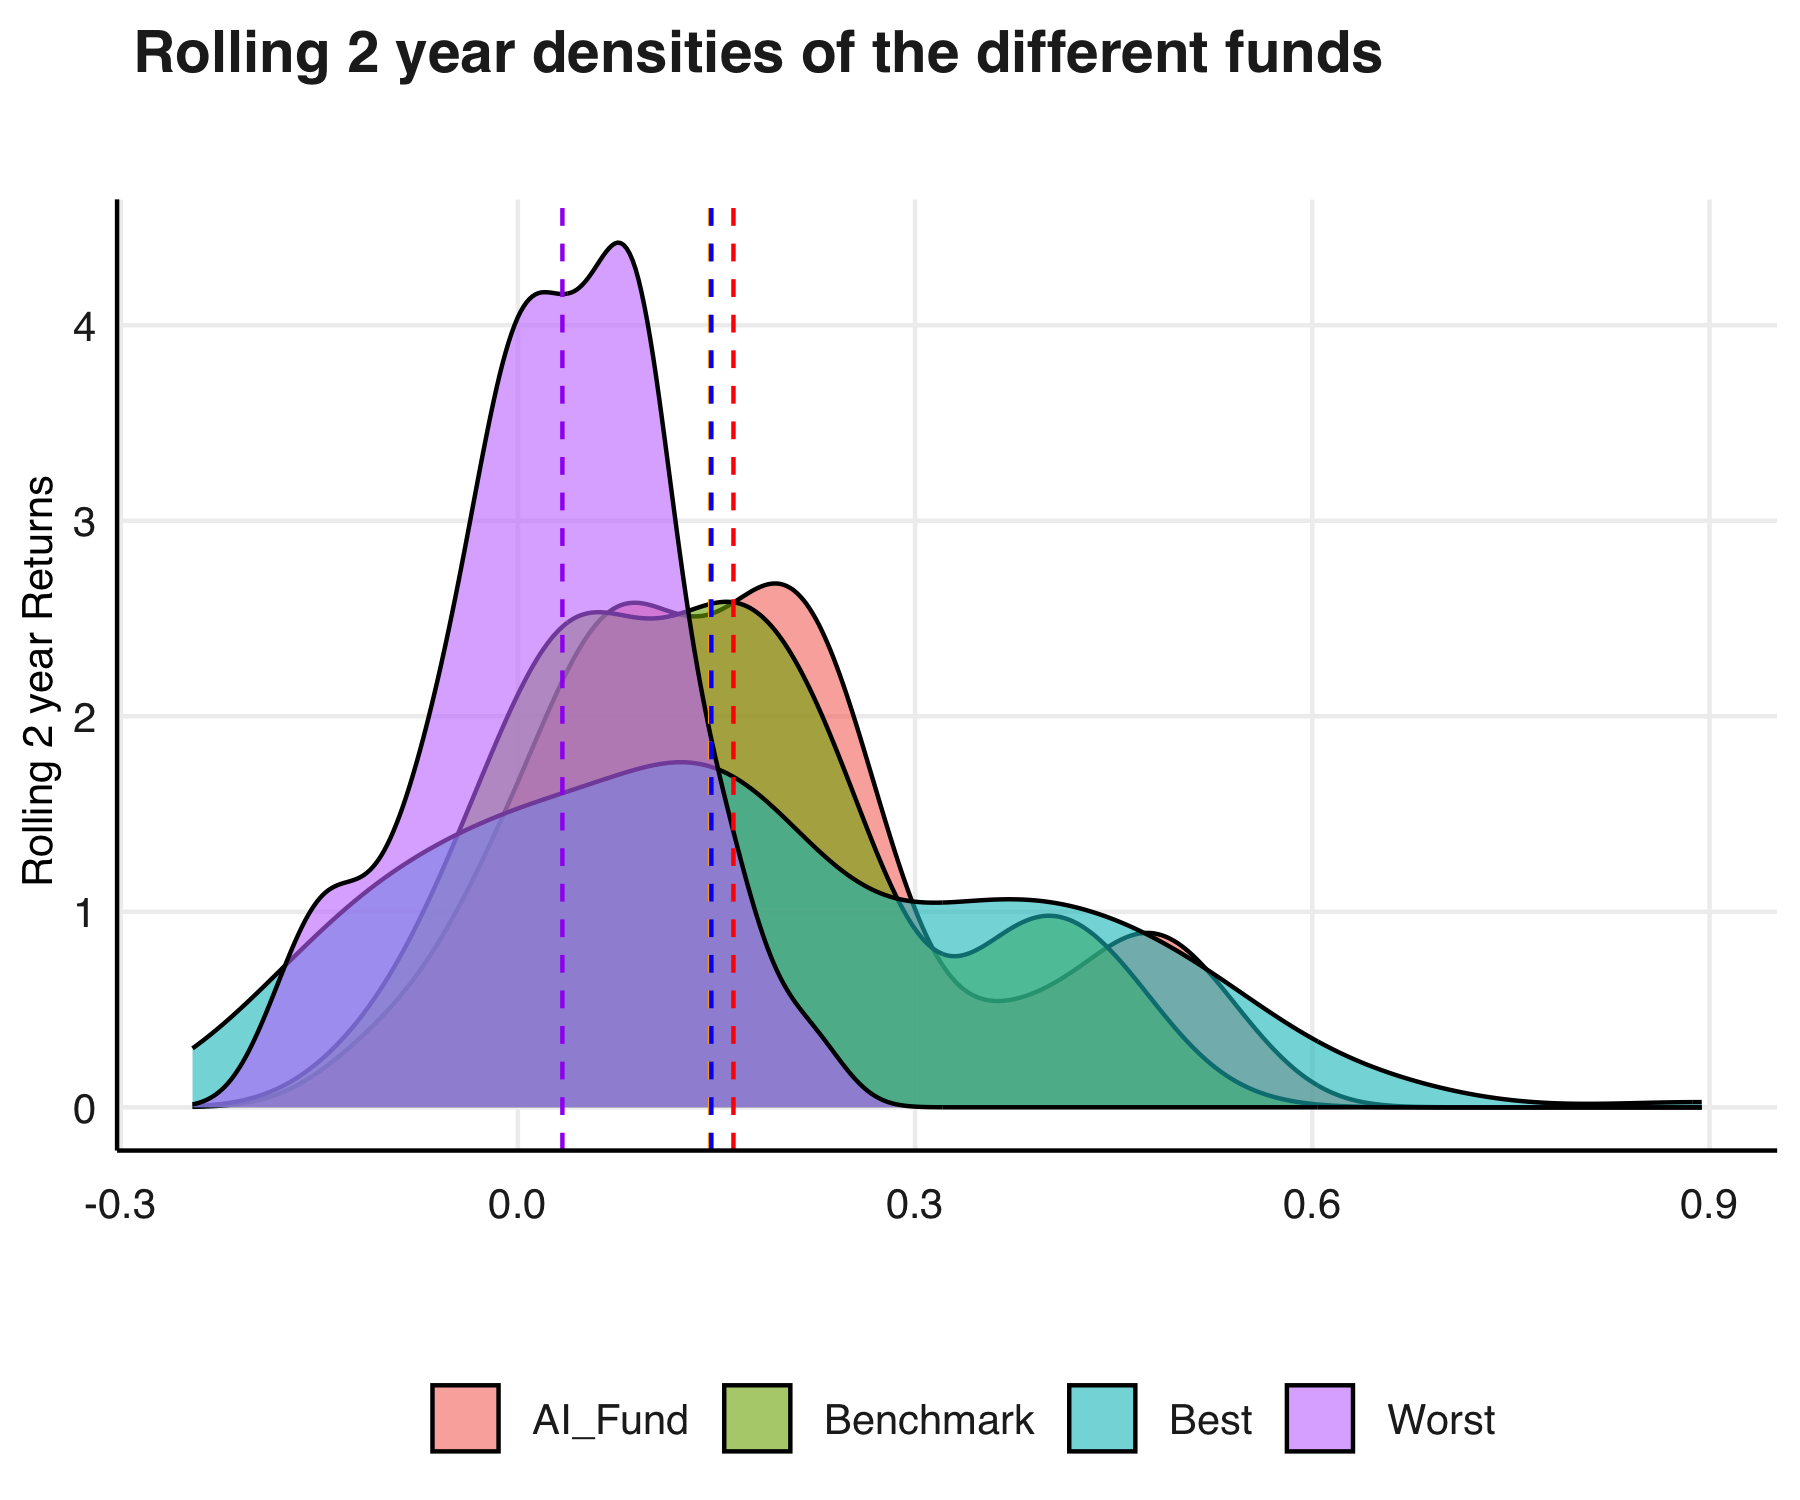 Rolling 2 year densities of the different funds
Rolling 2 year Returns
4
3
2
1
0
-0.3 0.0 0.3 0.6 0.9
AI_Fund Benchmark Best Worst